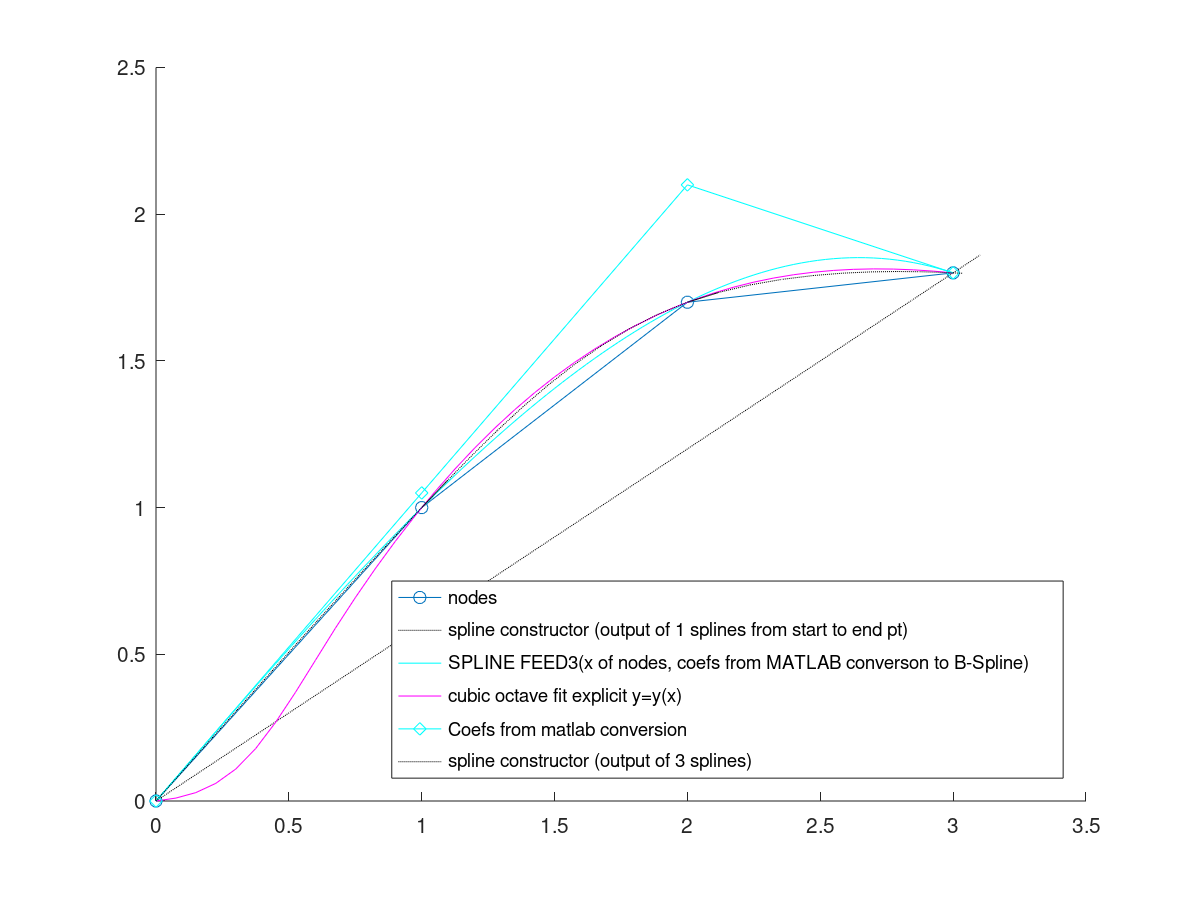 2.5
2
1.5
1
0.5
0
0
0.5
1
1.5
2
2.5
3
3.5
nodes
spline constructor (output of 1 splines from start to end pt)
SPLINE FEED3(x of nodes, coefs from MATLAB converson to B-Spline)
cubic octave fit explicit y=y(x)
Coefs from matlab conversion
spline constructor (output of 3 splines)